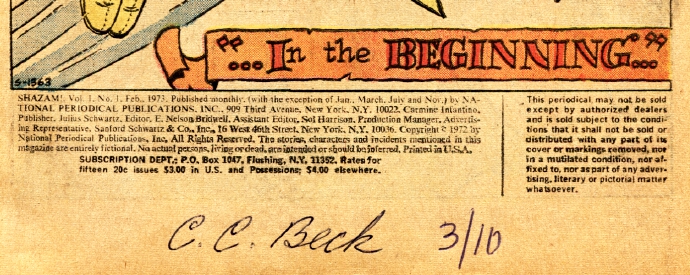 "...In the BEGINNING..."
S-1563
SHAZAM!, Vol. 1, No. 1, Feb., 1973. Published monthly, (with the exception of Jan., March, July and Nov.) by NA-
TIONAL PERIODICAL PUBLICATIONS, INC., 909 Third Avenue, New York, N.Y. 10022. Carmine Infantino,
Publisher, Julius Schwartz, Editor, E. Nelson Bridwell, Assistant Editor, Sol Harrison, Production Manager, Advertis-
ing Representative, Sanford Schwartz & Co., Inc., 16 West 46th Street, New York, N.Y. 10036. Copyright © 1972 by
National Periodical Publications, Inc. All Rights Reserved. The stories, characters and incidents mentioned in this
magazine are entirely fictional. No actual persons, living or dead, are intended or should be inferred. Printed in U.S.A.
SUBSCRIPTION DEPT.; P.O. Box 1047, Flushing, N.Y. 11352. Rates for
fifteen 20c issues $3.00 in U.S. and Possessions; $4.00 elsewhere.
This periodical may not be sold
except by authorized dealers
and is sold subject to the condi-
tions that it shall not be sold or
distributed with any part of its
cover or markings removed, nor
in a mutilated condition, nor af-
fixed to, nor as part of any adver-
tising, literary or pictorial matter
whatsoever.
C. C. Beck 3/10